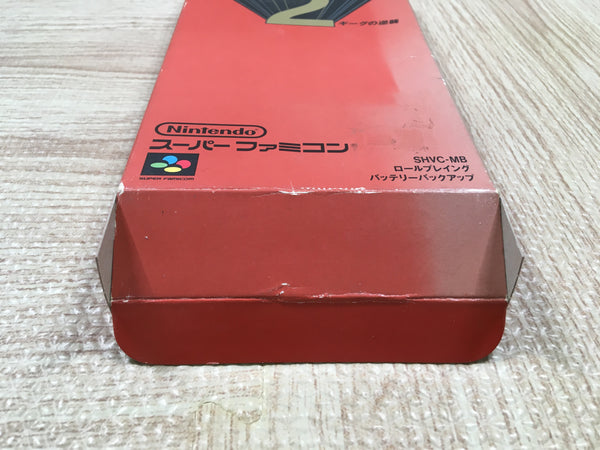 2
ギーグの逆襲
Nintendo
スーパーファミコン
SUPER FAMICOM
SHVC-MB
ロールプレイング
バッテリーバックアップ